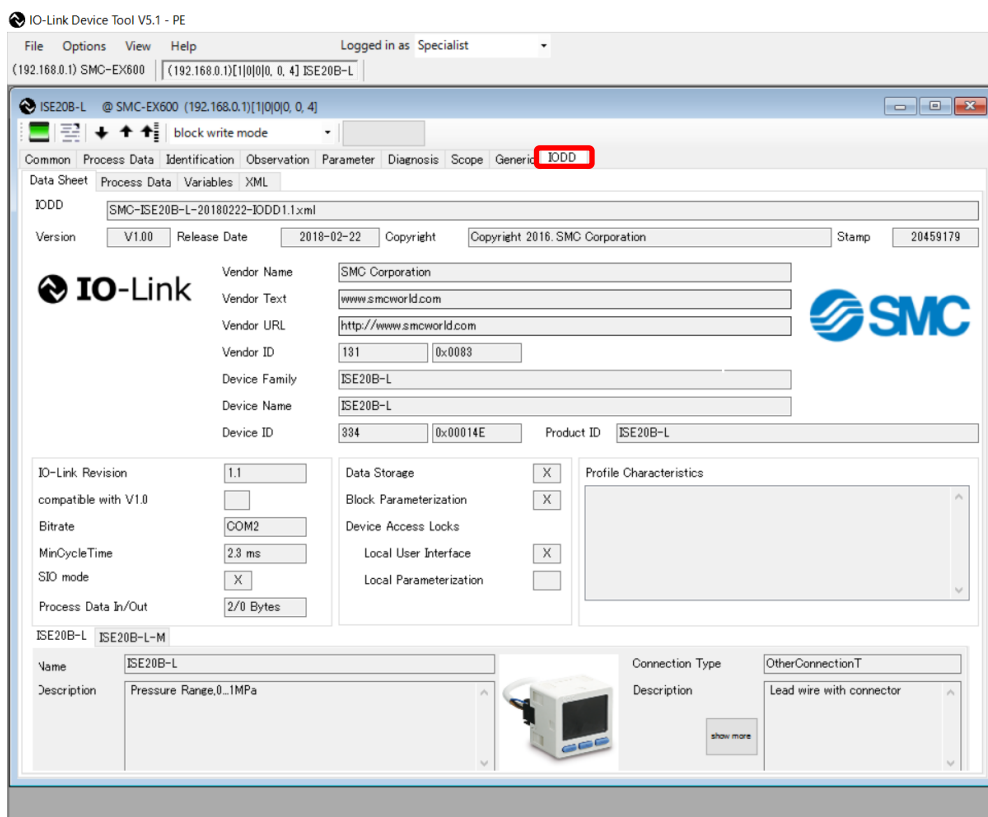 IO-Link Device Tool V5.1 - PE
File Options View Help Logged in as Specialist
(192.168.0.1) SMC-EX600 (192.168.0.1)[1|0|0|0, 0, 4] ISE20B-L
ISE20B-L @ SMC-EX600 (192.168.0.1)[1|0|0|0, 0, 4]
block write mode
Common Process Data Identification Observation Parameter Diagnosis Scope Generic IODD
Data Sheet Process Data Variables XML
IODD SMC-ISE20B-L-20180222-IODD1.1.xml
Version V1.00 Release Date 2018-02-22 Copyright Copyright 2016. SMC Corporation Stamp 20459179
IO-Link
SMC
Vendor Name SMC Corporation
Vendor Text www.smcworld.com
Vendor URL http://www.smcworld.com
Vendor ID 131 0x0083
Device Family ISE20B-L
Device Name ISE20B-L
Device ID 334 0x00014E Product ID ISE20B-L
IO-Link Revision 1.1
compatible with V1.0
Bitrate COM2
MinCycleTime 2.3 ms
SIO mode X
Process Data In/Out 2/0 Bytes
Data Storage X
Block Parameterization X
Device Access Locks
Local User Interface X
Local Parameterization
Profile Characteristics
ISE20B-L ISE20B-L-M
Name ISE20B-L
Description Pressure Range,0...1MPa
Connection Type OtherConnectionT
Description Lead wire with connector
show more